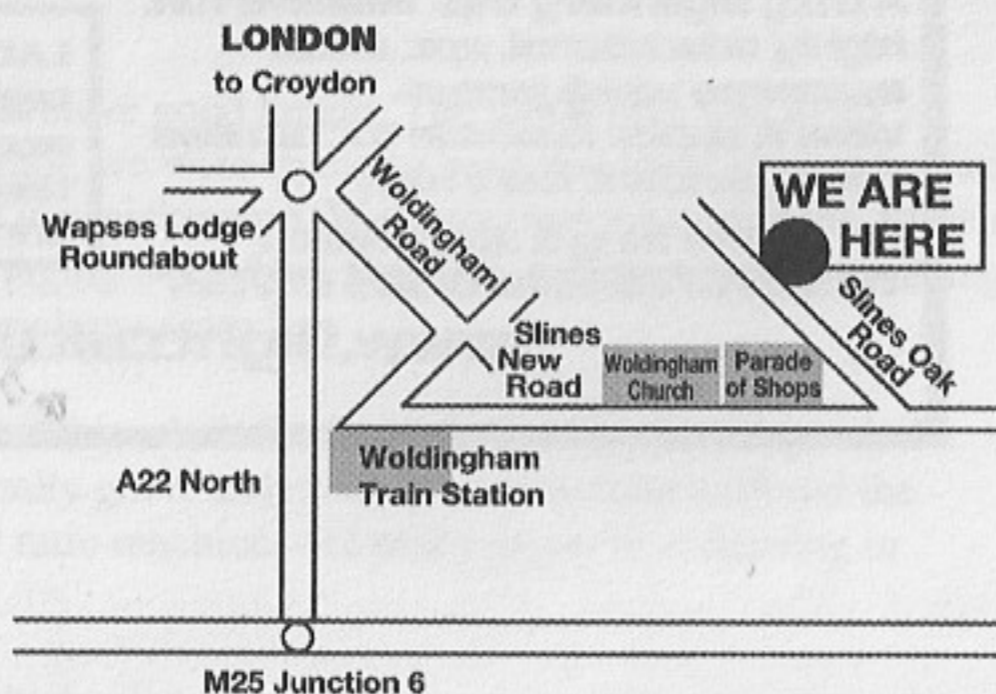 LONDON
to Croydon
Woldingham
Road
Wapses Lodge
Roundabout
WE ARE
HERE
Slines Oak
Road
Slines
New
Road
Woldingham
Church
Parade
of Shops
A22 North
Woldingham
Train Station
M25 Junction 6